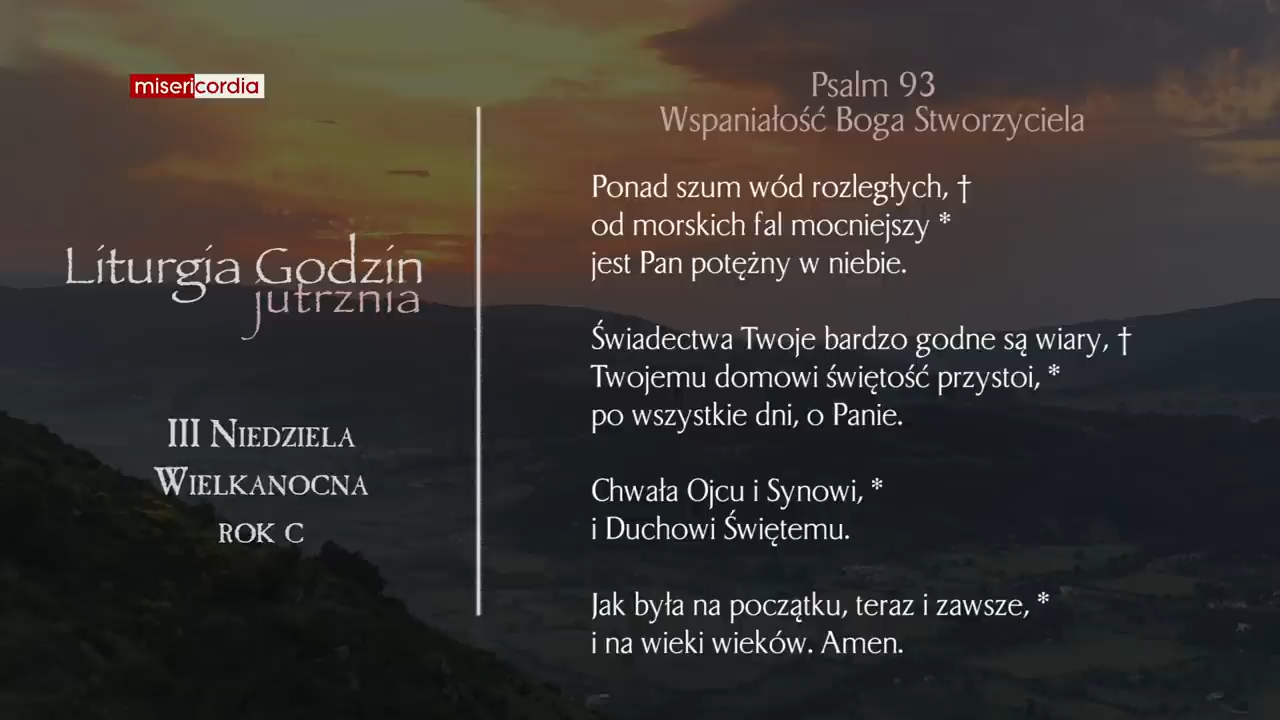 misericordia
Liturgia Godzin
jutrznia
III Niedziela
Wielkanocna
rok C
Psalm 93
Wspaniałość Boga Stworzyciela
Ponad szum wód rozległych, †
od morskich fal mocniejszy *
jest Pan potężny w niebie.
Świadectwa Twoje bardzo godne są wiary, †
Twojemu domowi świętość przystoi, *
po wszystkie dni, o Panie.
Chwała Ojcu i Synowi, *
i Duchowi Świętemu.
Jak była na początku, teraz i zawsze, *
i na wieki wieków. Amen.